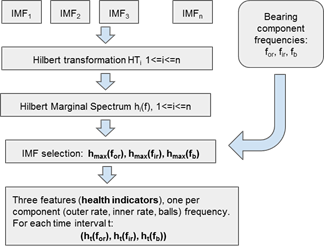 IMF1
IMF2
IMF3
IMFn
Bearing
component
frequencies:
for, fir, fb
Hilbert transformation HTi 1<=i<=n
Hilbert Marginal Spectrum hi(f), 1<=i<=n
IMF selection: hmax(for), hmax(fir), hmax(fb)
Three features (health indicators), one per
component (outer rate, inner rate, balls) frequency.
For each time interval t:
(ht(for), ht(fir), ht(fb))